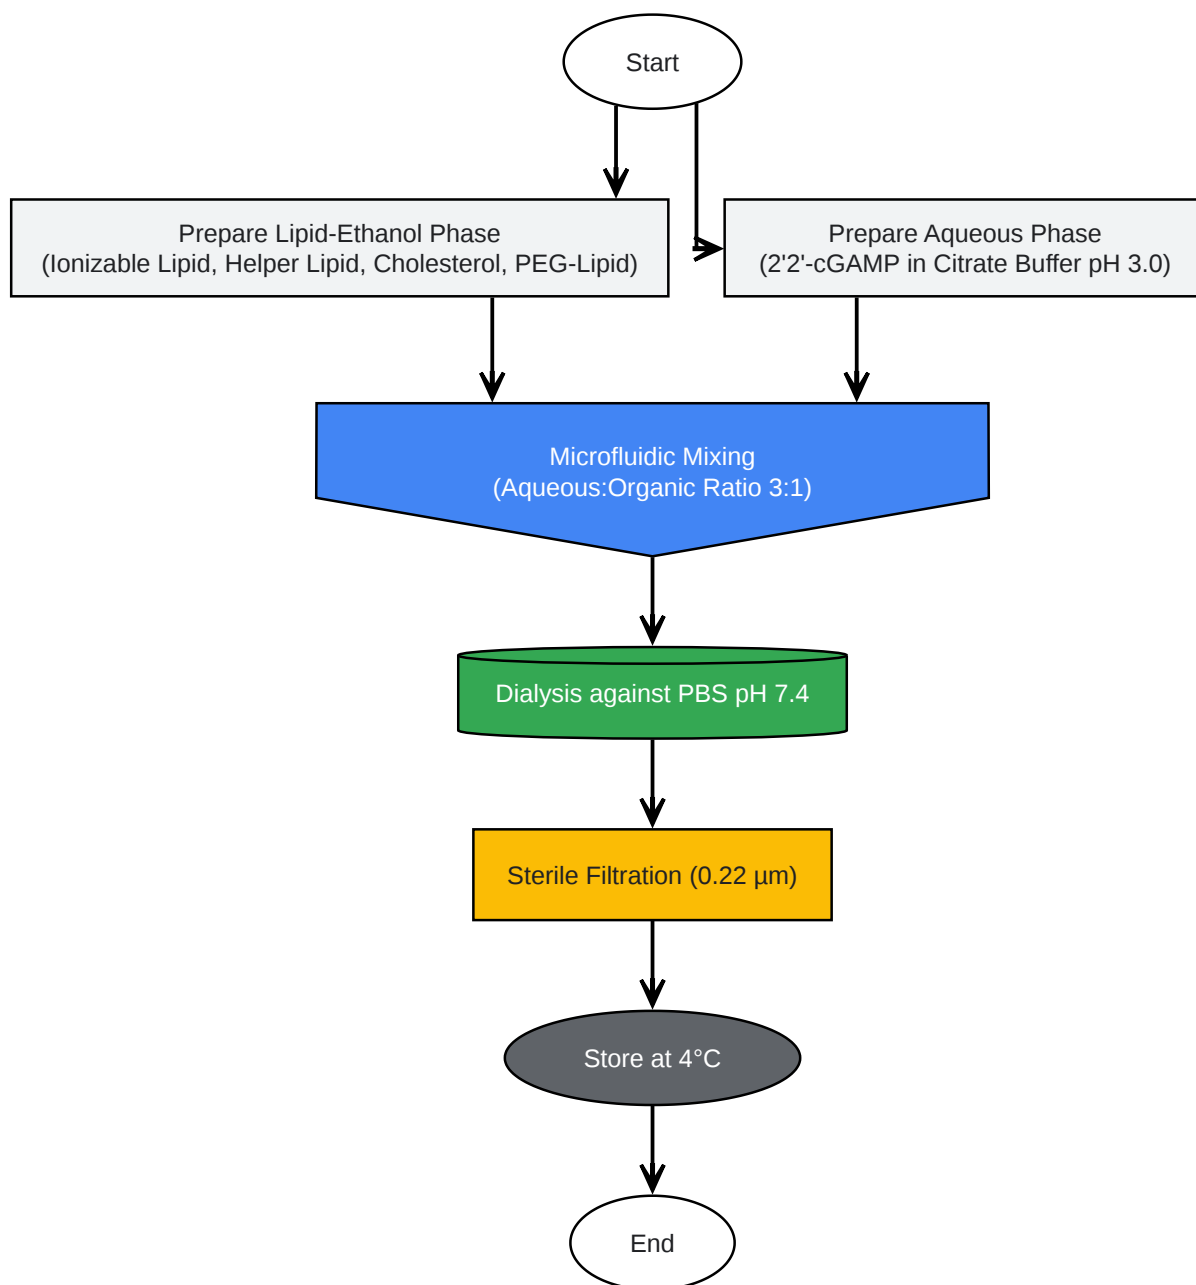 Start
Prepare Lipid-Ethanol Phase
(Ionizable Lipid, Helper Lipid, Cholesterol, PEG-Lipid)
Prepare Aqueous Phase
(2'2'-cGAMP in Citrate Buffer pH 3.0)
Microfluidic Mixing
(Aqueous:Organic Ratio 3:1)
Dialysis against PBS pH 7.4
Sterile Filtration (0.22 µm)
Store at 4°C
End